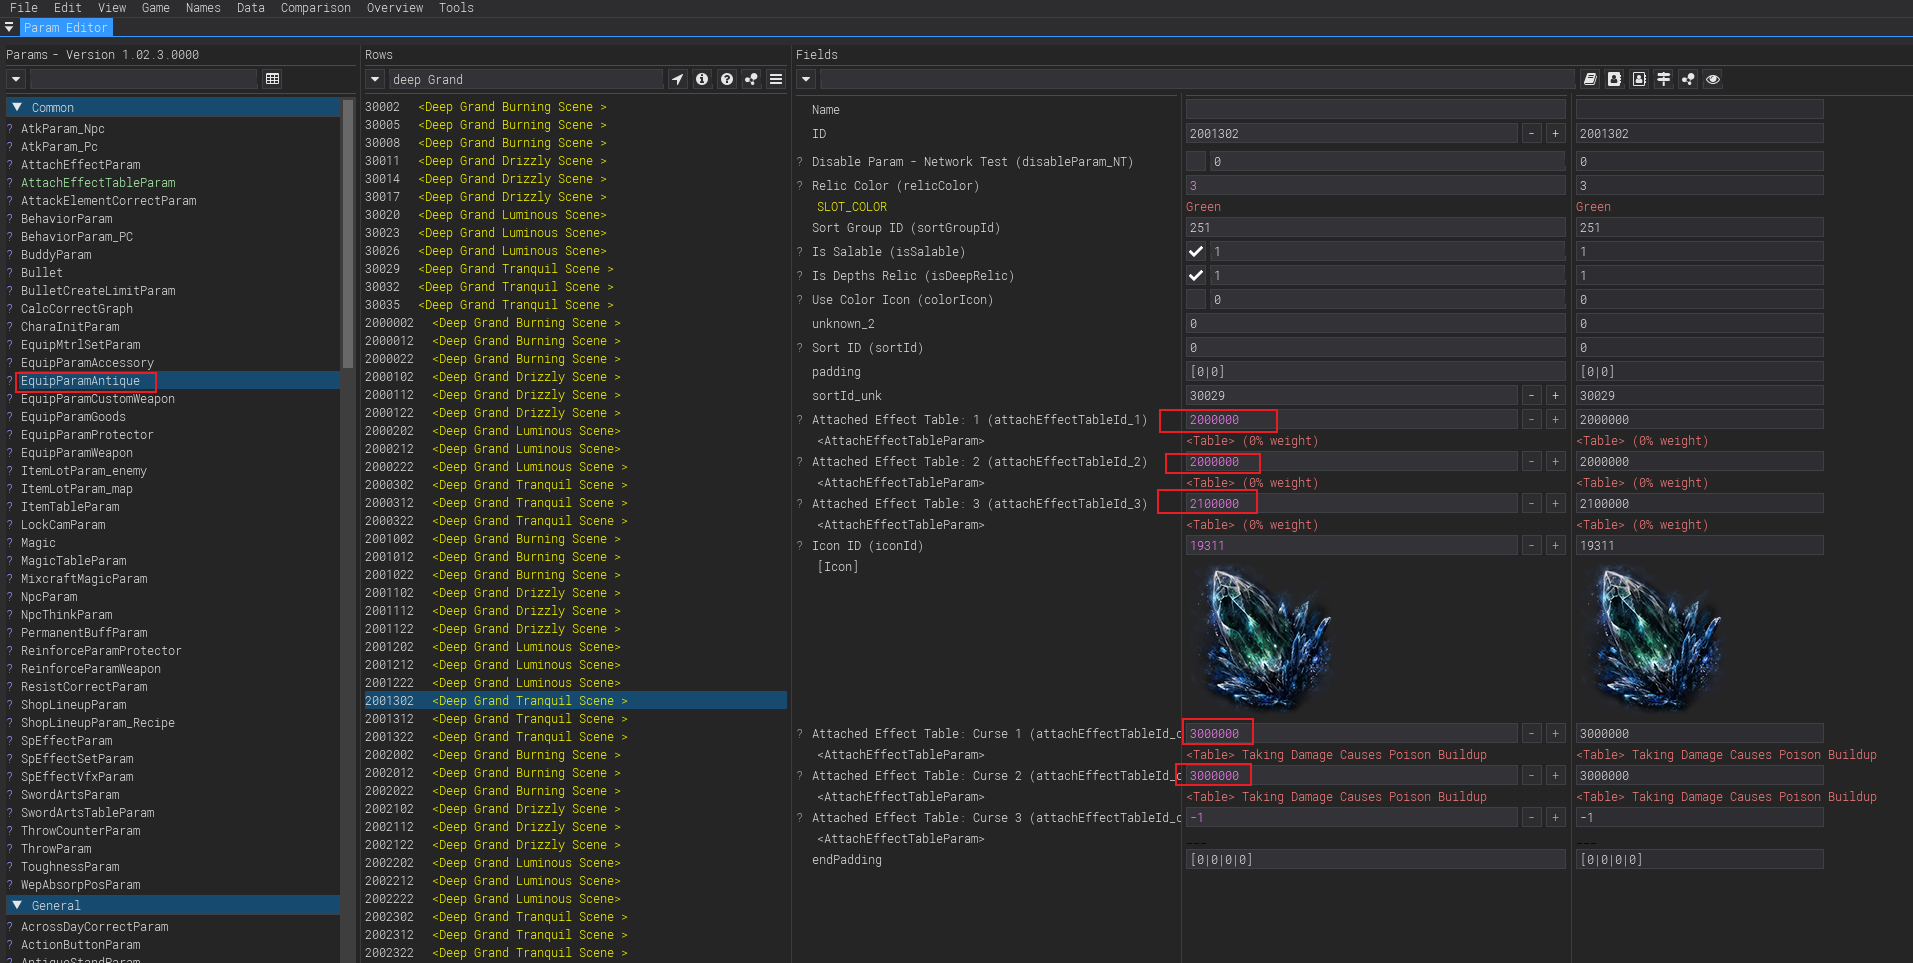 File Edit View Game Names Data Comparison Overview Tools
Param Editor
Params - Version 1.02.3.0000
Common
? AtkParam_Npc
? AtkParam_Pc
? AttachEffectParam
? AttachEffectTableParam
? AttackElementCorrectParam
? BehaviorParam
? BehaviorParam_PC
? BuddyParam
? Bullet
? BulletCreateLimitParam
? CalcCorrectGraph
? CharaInitParam
? EquipMtrlSetParam
? EquipParamAccessory
? EquipParamAntique
? EquipParamCustomWeapon
? EquipParamGoods
? EquipParamProtector
? EquipParamWeapon
? ItemLotParam_enemy
? ItemLotParam_map
? ItemTableParam
? LockCamParam
? Magic
? MagicTableParam
? MixcraftMagicParam
? NpcParam
? NpcThinkParam
? PermanentBuffParam
? ReinforceParamProtector
? ReinforceParamWeapon
? ResistCorrectParam
? ShopLineupParam
? ShopLineupParam_Recipe
? SpEffectParam
? SpEffectSetParam
? SpEffectVfxParam
? SwordArtsParam
? SwordArtsTableParam
? ThrowCounterParam
? ThrowParam
? ToughnessParam
? WepAbsorpPosParam
General
? AcrossDayCorrectParam
? ActionButtonParam
? AntiqueStandParam
Rows
deep Grand
30002 <Deep Grand Burning Scene >
30005 <Deep Grand Burning Scene >
30008 <Deep Grand Burning Scene >
30011 <Deep Grand Drizzly Scene >
30014 <Deep Grand Drizzly Scene >
30017 <Deep Grand Drizzly Scene >
30020 <Deep Grand Luminous Scene>
30023 <Deep Grand Luminous Scene>
30026 <Deep Grand Luminous Scene>
30029 <Deep Grand Tranquil Scene >
30032 <Deep Grand Tranquil Scene >
30035 <Deep Grand Tranquil Scene >
2000002 <Deep Grand Burning Scene >
2000012 <Deep Grand Burning Scene >
2000022 <Deep Grand Burning Scene >
2000102 <Deep Grand Drizzly Scene >
2000112 <Deep Grand Drizzly Scene >
2000122 <Deep Grand Drizzly Scene >
2000202 <Deep Grand Luminous Scene>
2000212 <Deep Grand Luminous Scene>
2000222 <Deep Grand Luminous Scene >
2000302 <Deep Grand Tranquil Scene >
2000312 <Deep Grand Tranquil Scene >
2000322 <Deep Grand Tranquil Scene >
2001002 <Deep Grand Burning Scene >
2001012 <Deep Grand Burning Scene >
2001022 <Deep Grand Burning Scene >
2001102 <Deep Grand Drizzly Scene >
2001112 <Deep Grand Drizzly Scene >
2001122 <Deep Grand Drizzly Scene >
2001202 <Deep Grand Luminous Scene>
2001212 <Deep Grand Luminous Scene>
2001222 <Deep Grand Luminous Scene>
2001302 <Deep Grand Tranquil Scene >
2001312 <Deep Grand Tranquil Scene >
2001322 <Deep Grand Tranquil Scene >
2002002 <Deep Grand Burning Scene >
2002012 <Deep Grand Burning Scene >
2002022 <Deep Grand Burning Scene >
2002102 <Deep Grand Drizzly Scene >
2002112 <Deep Grand Drizzly Scene >
2002122 <Deep Grand Drizzly Scene >
2002202 <Deep Grand Luminous Scene>
2002212 <Deep Grand Luminous Scene>
2002222 <Deep Grand Luminous Scene>
2002302 <Deep Grand Tranquil Scene >
2002312 <Deep Grand Tranquil Scene >
2002322 <Deep Grand Tranquil Scene >
Fields
Name
ID 2001302 - + 2001302
? Disable Param - Network Test (disableParam_NT) 0 0
? Relic Color (relicColor) 3 3
SLOT_COLOR Green Green
Sort Group ID (sortGroupId) 251 251
? Is Salable (isSalable) 1 1
? Is Depths Relic (isDeepRelic) 1 1
? Use Color Icon (colorIcon) 0 0
unknown_2 0 0
? Sort ID (sortId) 0 0
padding [0|0] [0|0]
sortId_unk 30029 - + 30029
? Attached Effect Table: 1 (attachEffectTableId_1) 2000000 - + 2000000
<AttachEffectTableParam> <Table> (0% weight) <Table> (0% weight)
? Attached Effect Table: 2 (attachEffectTableId_2) 2000000 - + 2000000
<AttachEffectTableParam> <Table> (0% weight) <Table> (0% weight)
? Attached Effect Table: 3 (attachEffectTableId_3) 2100000 - + 2100000
<AttachEffectTableParam> <Table> (0% weight) <Table> (0% weight)
? Icon ID (iconId) 19311 - + 19311
[Icon]
? Attached Effect Table: Curse 1 (attachEffectTableId_c 3000000 - + 3000000
<AttachEffectTableParam> <Table> Taking Damage Causes Poison Buildup <Table> Taking Damage Causes Poison Buildup
? Attached Effect Table: Curse 2 (attachEffectTableId_c 3000000 - + 3000000
<AttachEffectTableParam> <Table> Taking Damage Causes Poison Buildup <Table> Taking Damage Causes Poison Buildup
? Attached Effect Table: Curse 3 (attachEffectTableId_c -1 - + -1
<AttachEffectTableParam> ___ ___
endPadding [0|0|0|0] [0|0|0|0]